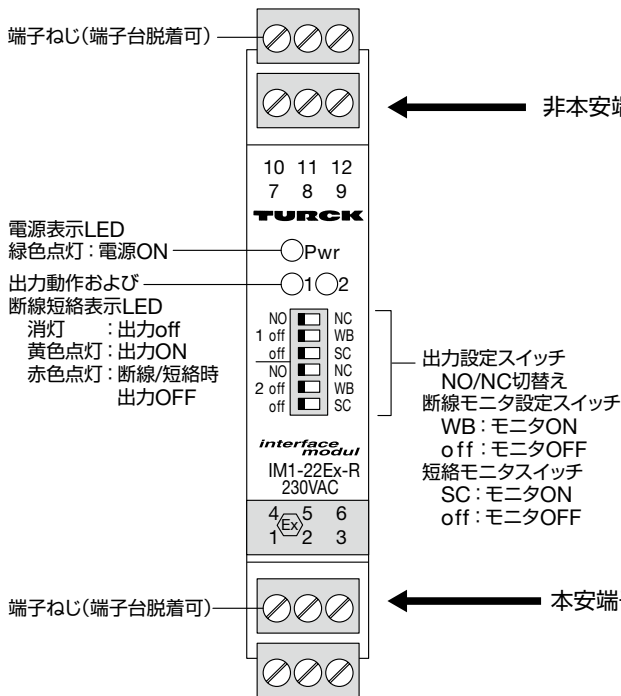 端子ねじ(端子台脱着可)
非本安端
10 11 12
7 8 9
TURCK
電源表示LED
緑色点灯：電源ON
Pwr
出力動作および
断線短絡表示LED
消灯　　：出力off
黄色点灯：出力ON
赤色点灯：断線/短絡時
出力OFF
1 2
NO NC
1 off WB
off SC
NO NC
2 off WB
off SC
出力設定スイッチ
NO/NC切替え
断線モニタ設定スイッチ
WB：モニタON
off：モニタOFF
短絡モニタスイッチ
SC：モニタON
off：モニタOFF
interface
modul
IM1-22Ex-R
230VAC
4 Ex 5 6
1 2 3
端子ねじ(端子台脱着可)
本安端